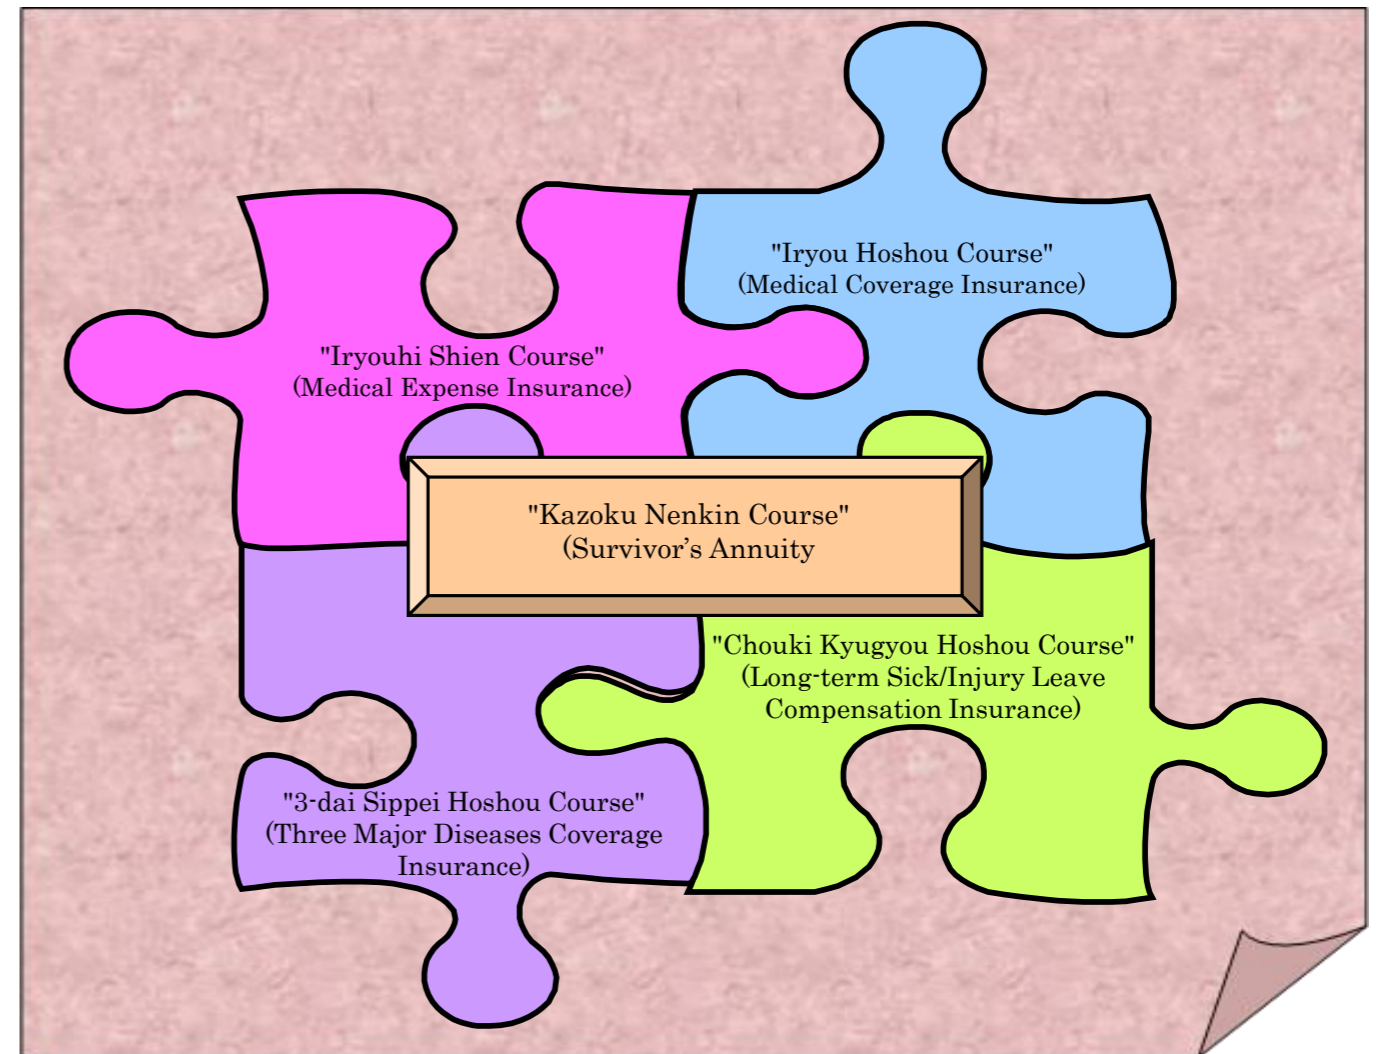 "Iryou Hoshou Course"
(Medical Coverage Insurance)
"Iryouhi Shien Course"
(Medical Expense Insurance)
"Kazoku Nenkin Course"
(Survivor’s Annuity
"Chouki Kyugyou Hoshou Course"
(Long-term Sick/Injury Leave
Compensation Insurance)
"3-dai Sippei Hoshou Course"
(Three Major Diseases Coverage
Insurance)